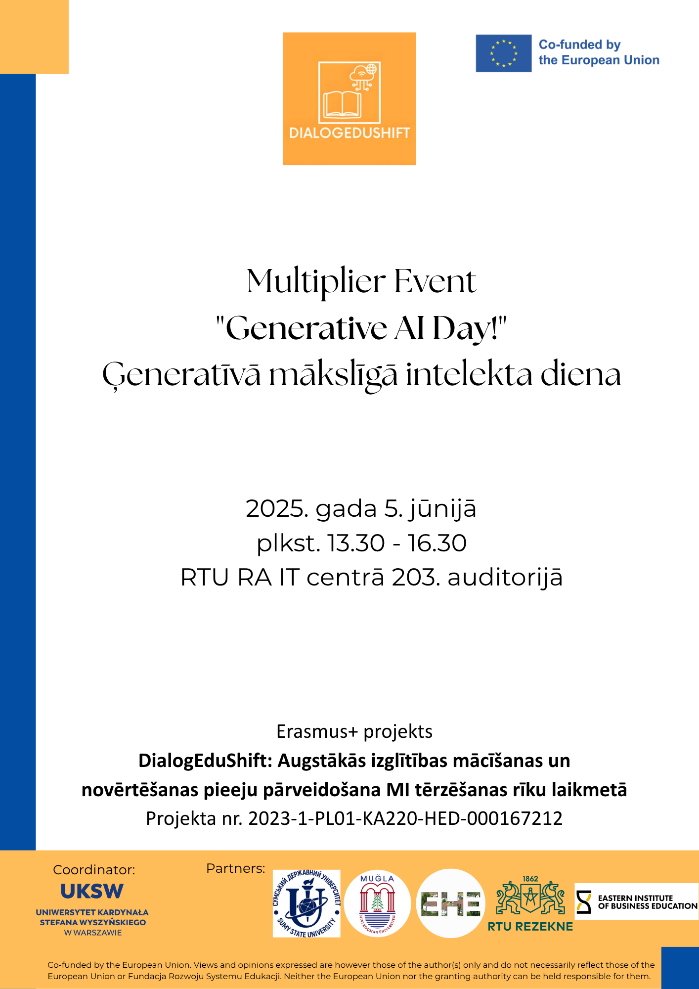 Co-funded by
the European Union
DIALOGEDUSHIFT
Multiplier Event
"Generative AI Day!"
Ģeneratīvā mākslīgā intelekta diena
2025. gada 5. jūnijā
plkst. 13.30 - 16.30
RTU RA IT centrā 203. auditorijā
Erasmus+ projekts
DialogEduShift: Augstākās izglītības mācīšanas un
novērtēšanas pieeju pārveidošana MI tērzēšanas rīku laikmetā
Projekta nr. 2023-1-PL01-KA220-HED-000167212
Coordinator:
UKSW
UNIWERSYTET KARDYNAŁA
STEFANA WYSZYŃSKIEGO
W WARSZAWIE
Partners:
СУМСЬКИЙ ДЕРЖАВНИЙ УНІВЕРСИТЕТ
SUMY STATE UNIVERSITY
MUĞLA
EHE
1862
RTU REZEKNE
EASTERN INSTITUTE
OF BUSINESS EDUCATION
Co-funded by the European Union. Views and opinions expressed are however those of the author(s) only and do not necessarily reflect those of the
European Union or Fundacja Rozwoju Systemu Edukacji. Neither the European Union nor the granting authority can be held responsible for them.